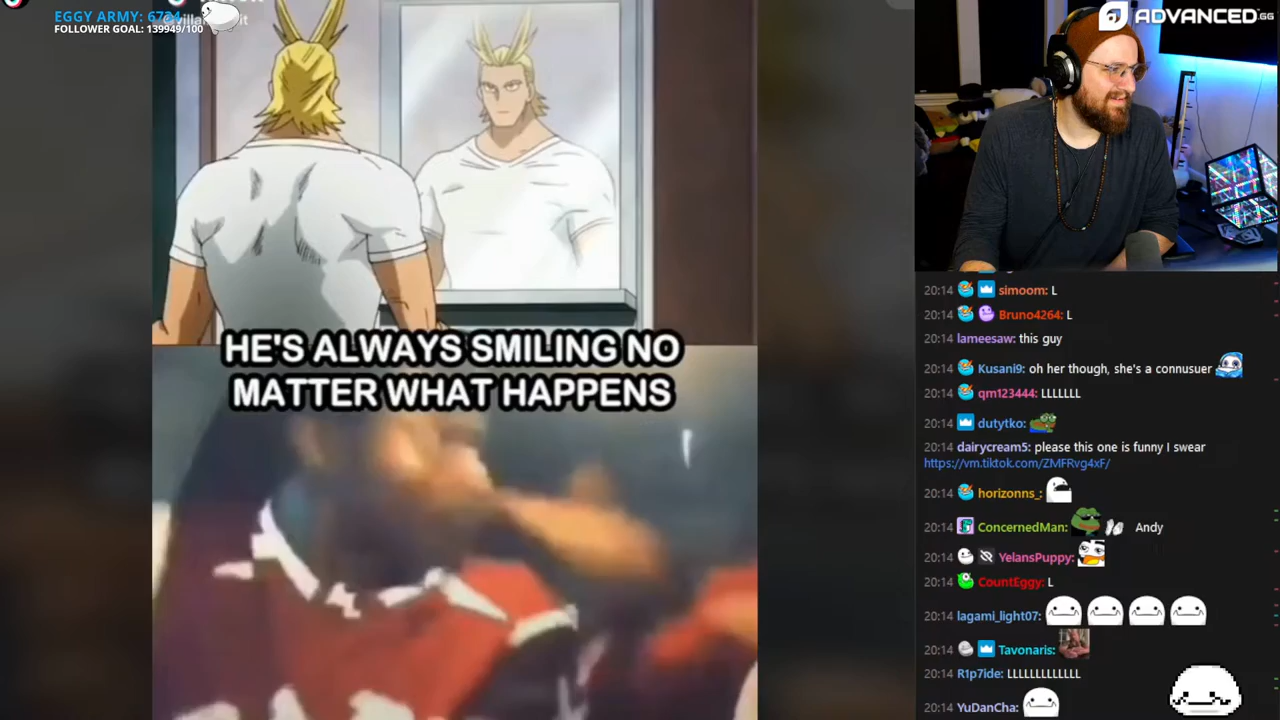 EGGY ARMY: 6724
FOLLOWER GOAL: 139949/100
ADVANCED.GG
HE'S ALWAYS SMILING NO
MATTER WHAT HAPPENS
20:14 simoom: L
20:14 Bruno4264: L
lameesaw: this guy
20:14 Kusani9: oh her though, she's a connusuer
20:14 qm123444: LLLLLLL
20:14 dutytko:
20:14 dairycream5: please this one is funny I swear
https://vm.tiktok.com/ZMFRvg4xF/
20:14 horizonns_:
20:14 ConcernedMan: Andy
20:14 YelansPuppy:
20:14 CountEggy: L
20:14 lagami_light07:
20:14 Tavonaris:
20:14 R1p7ide: LLLLLLLLLLLLL
20:14 YuDanCha: